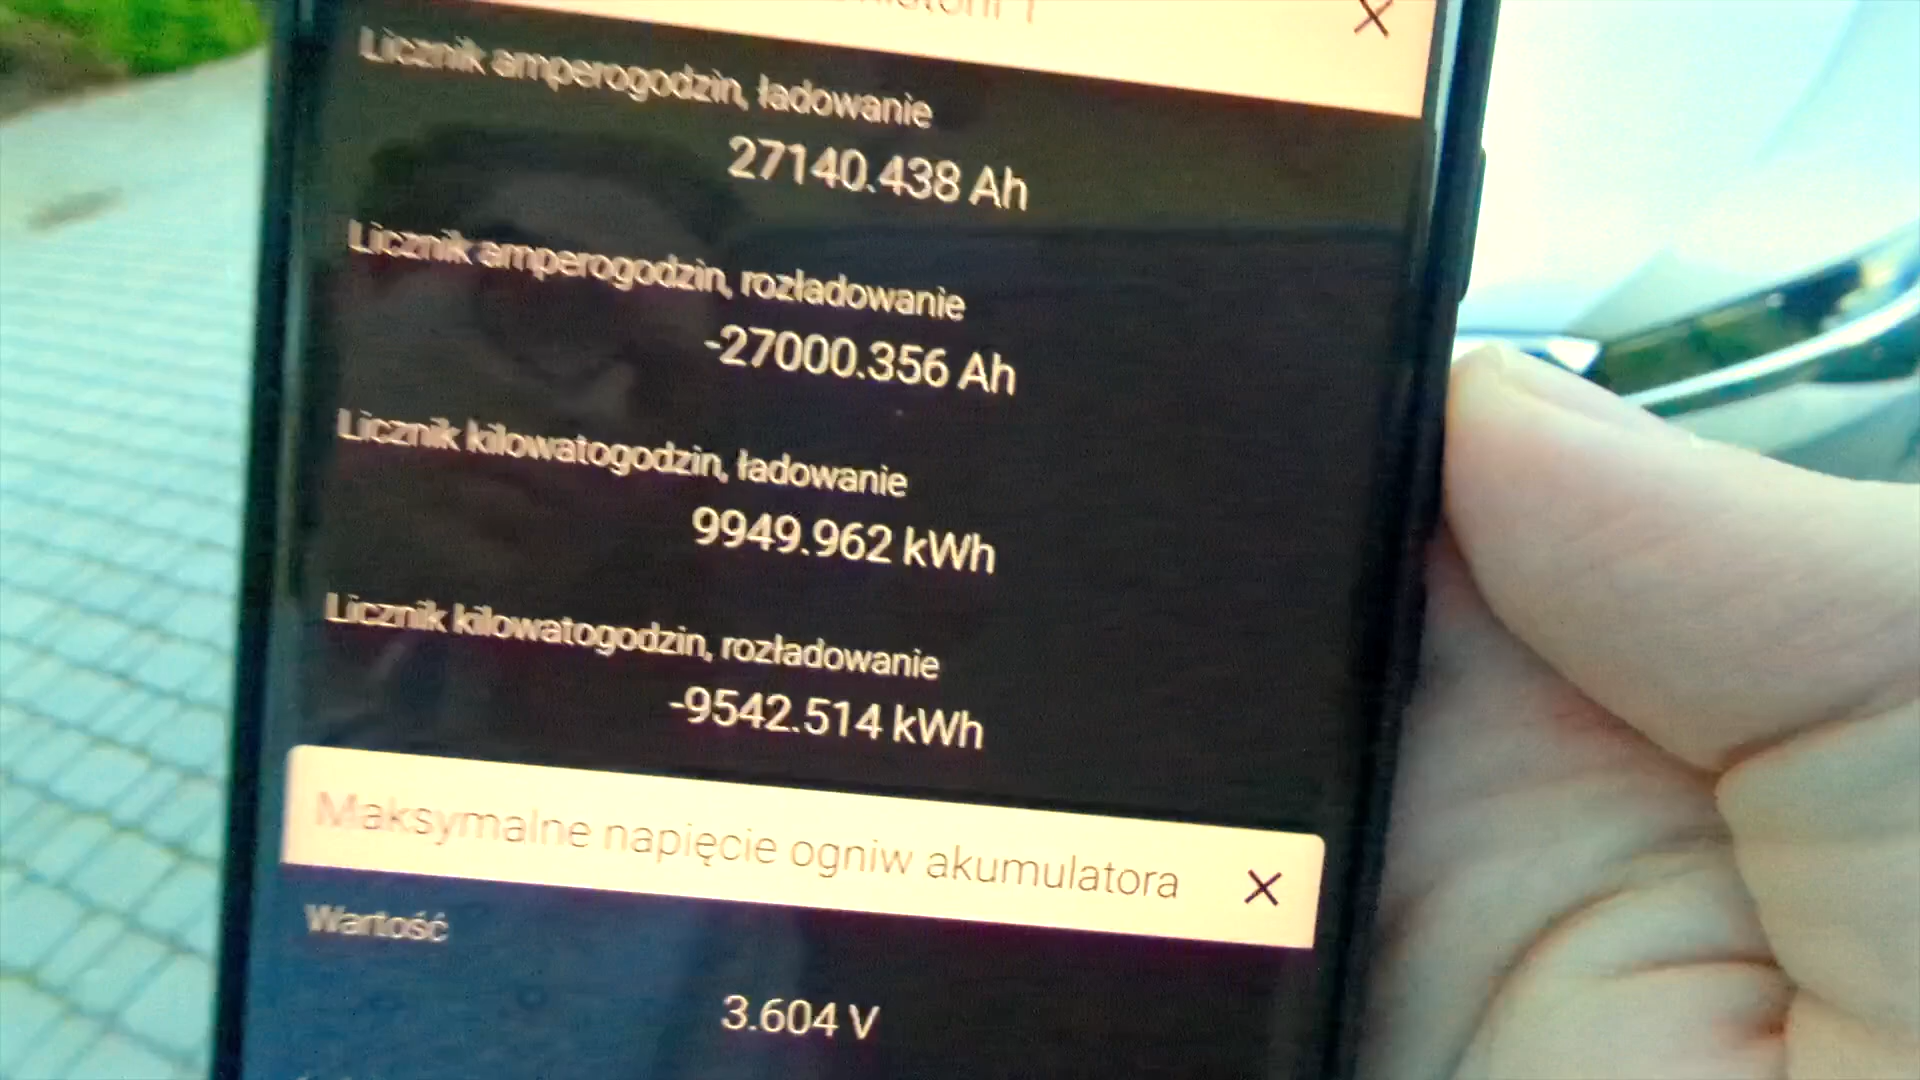 Licznik amperogodzin, ładowanie
27140.438 Ah
Licznik amperogodzin, rozładowanie
-27000.356 Ah
Licznik kilowatogodzin, ładowanie
9949.962 kWh
Licznik kilowatogodzin, rozładowanie
-9542.514 kWh
Maksymalne napięcie ogniw akumulatora
Wartość
3.604 V